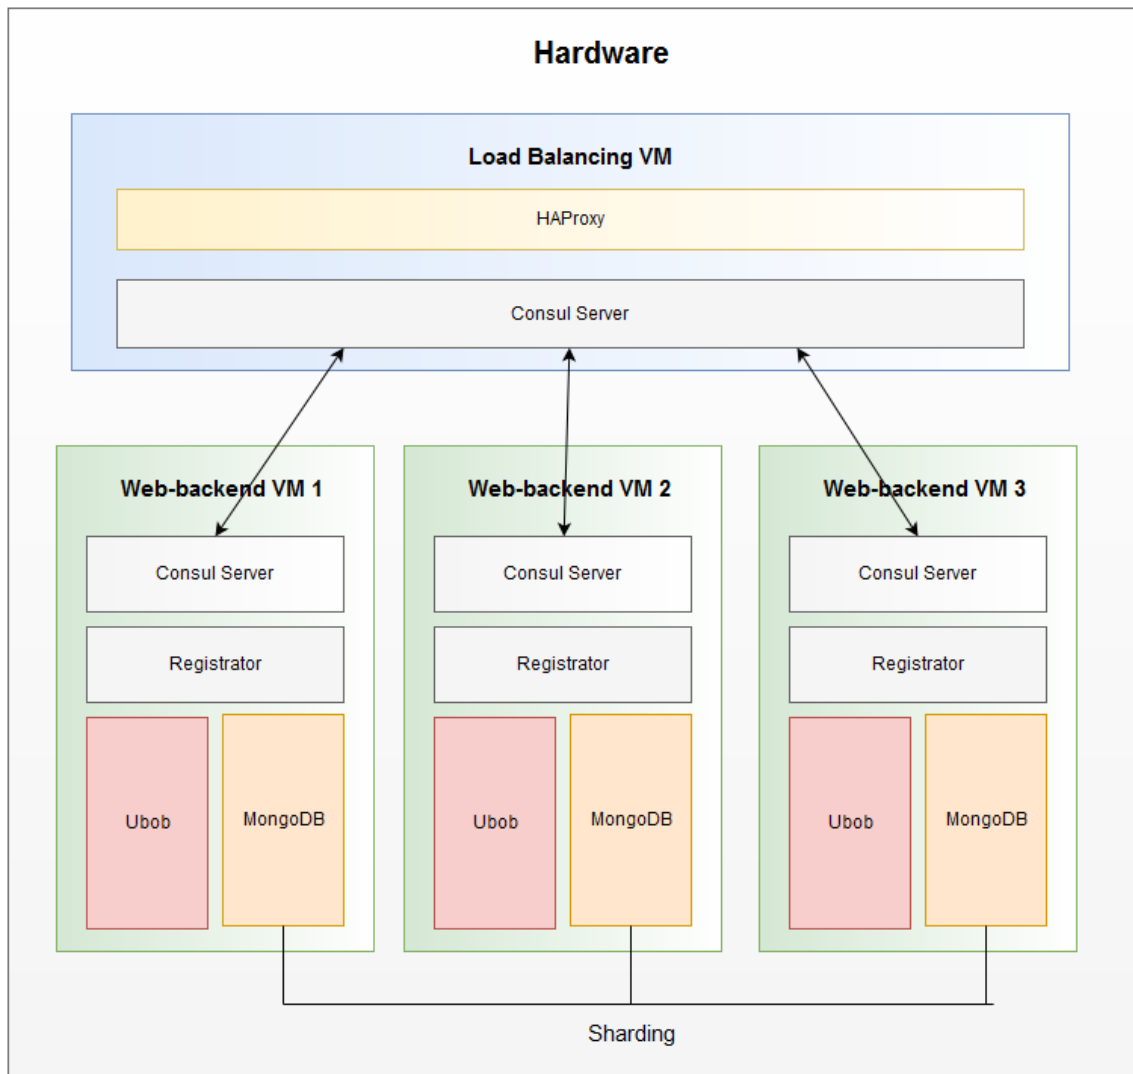 Hardware
Load Balancing VM
HAProxy
Consul Server
Web-backend VM 1
Web-backend VM 2
Web-backend VM 3
Consul Server
Consul Server
Consul Server
Registrator
Registrator
Registrator
Ubob
MongoDB
Ubob
MongoDB
Ubob
MongoDB
Sharding